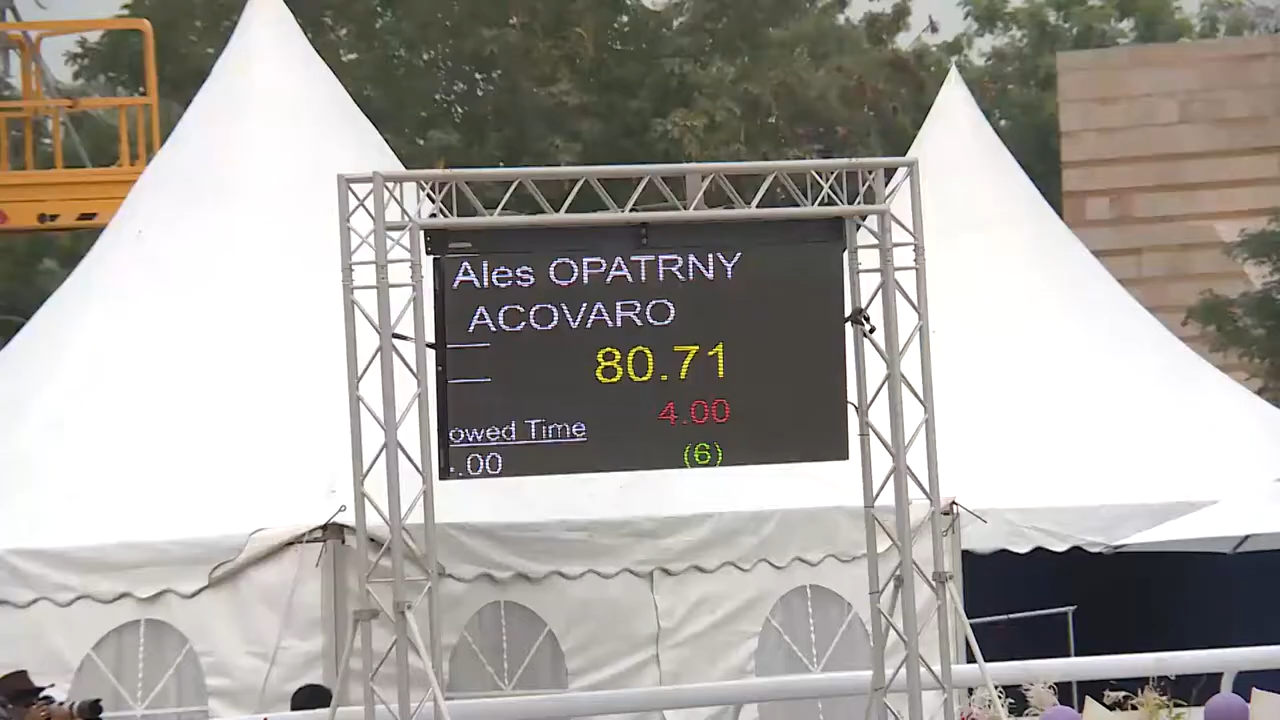 Ales OPATRNY
ACOVARO
80.71
4.00
owed Time
.00
(6)